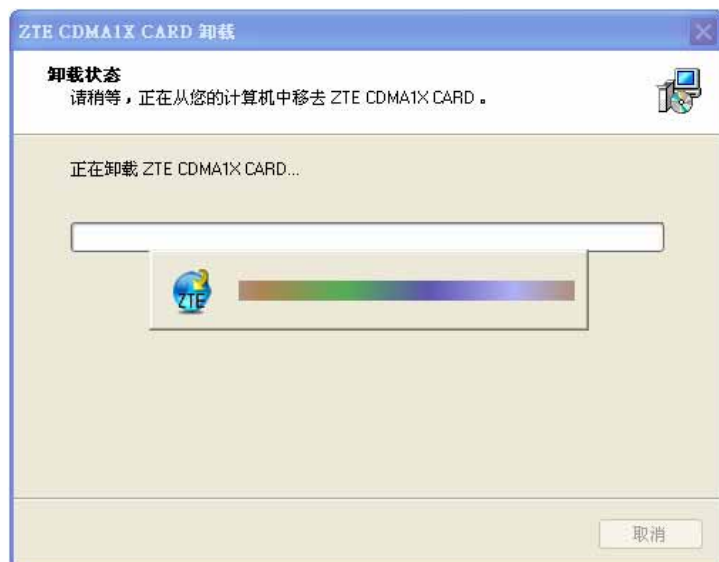 ZTE CDMA1X CARD 卸载
卸载状态
请稍等，正在从您的计算机中移去 ZTE CDMA1X CARD 。
正在卸载 ZTE CDMA1X CARD...
ZTE
取消